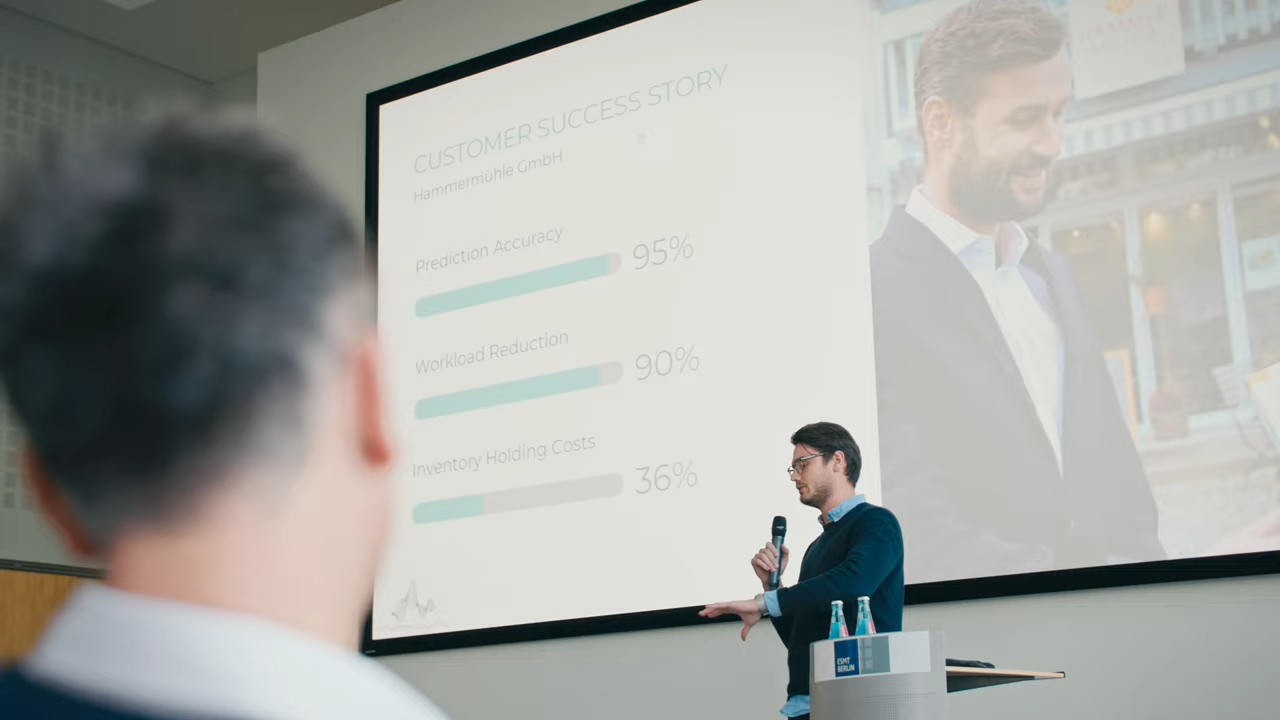 CUSTOMER SUCCESS STORY
Hammermühle GmbH
Prediction Accuracy
95%
Workload Reduction
90%
Inventory Holding Costs
36%
ESMT
BERLIN